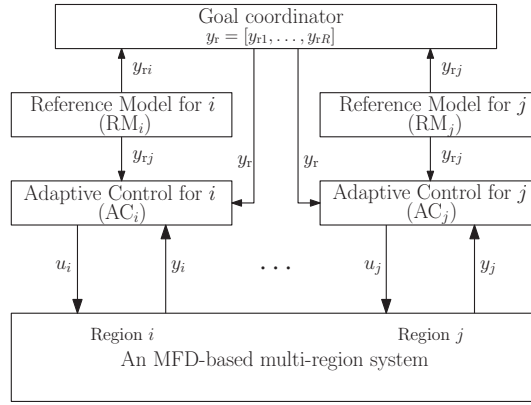 Goal coordinator
y_r = [y_r1, . . . , y_rR]
y_ri
y_rj
Reference Model for i
(RM_i)
Reference Model for j
(RM_j)
y_rj
y_r
y_r
y_rj
Adaptive Control for i
(AC_i)
Adaptive Control for j
(AC_j)
u_i
y_i
. . .
u_j
y_j
Region i
Region j
An MFD-based multi-region system